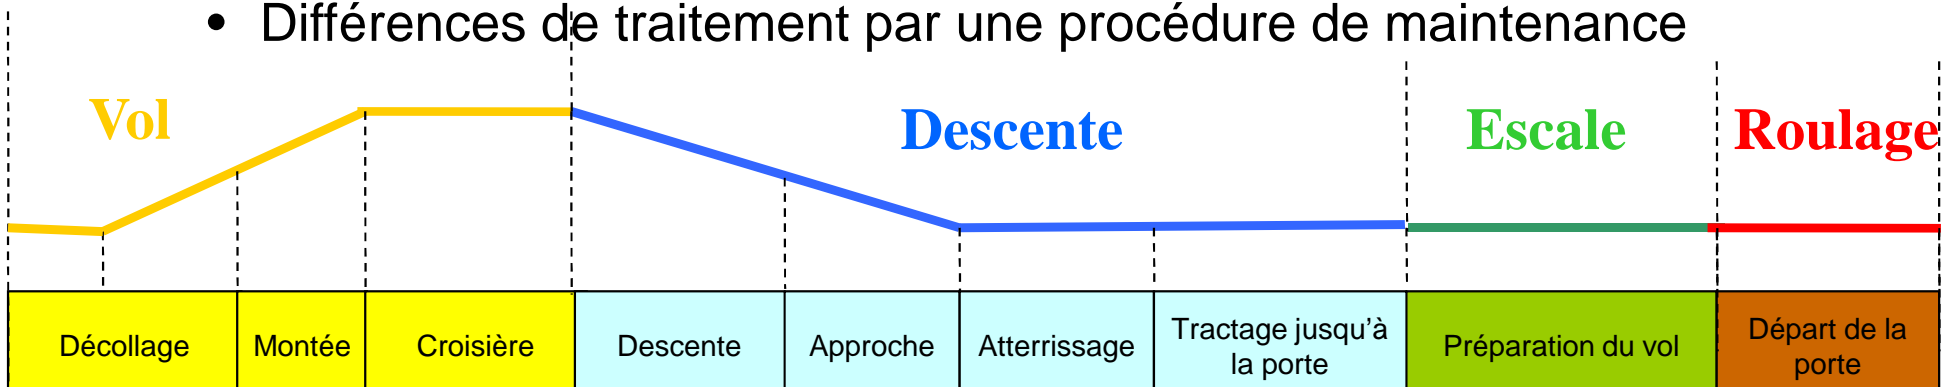 • Différences de traitement par une procédure de maintenance
Vol
Descente
Escale
Roulage
Décollage
Montée
Croisière
Descente
Approche
Atterrissage
Tractage jusqu’à
la porte
Préparation du vol
Départ de la
porte